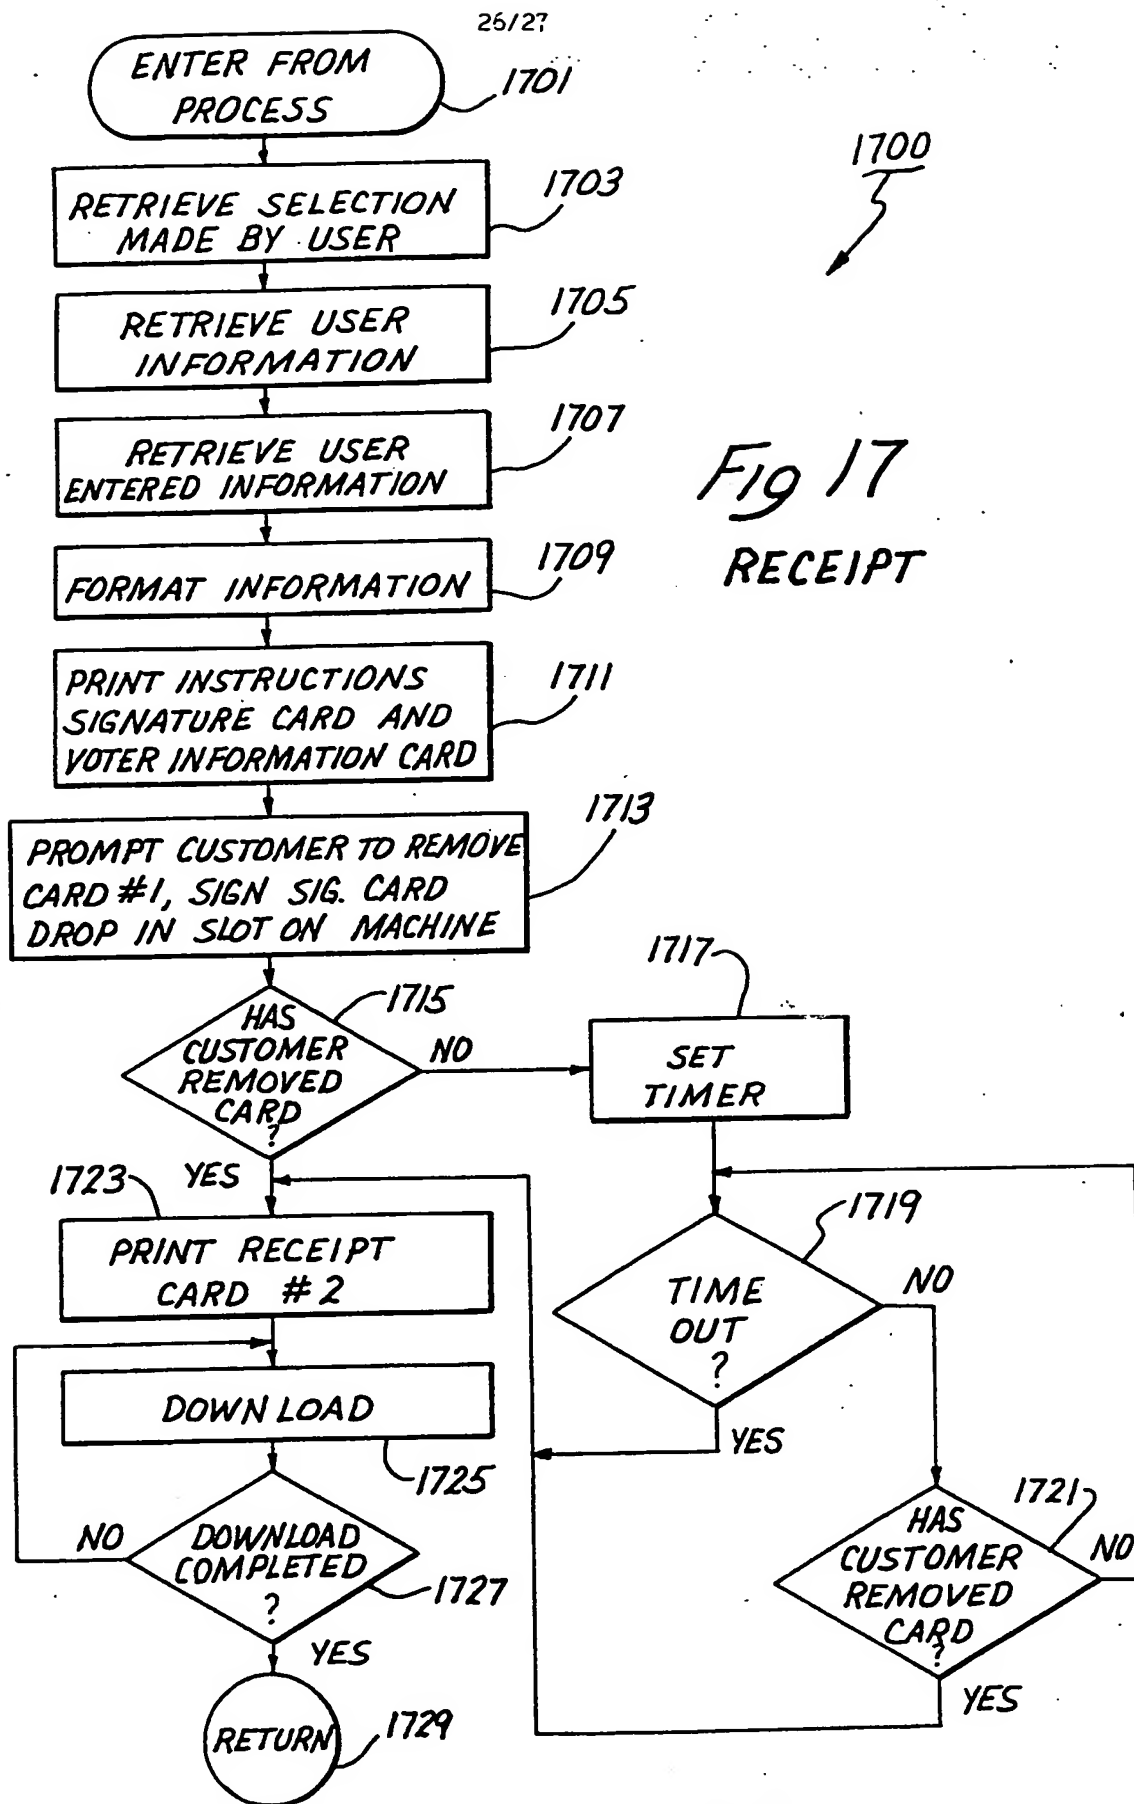 26/27
ENTER FROM
PROCESS
1701
1700
RETRIEVE SELECTION
MADE BY USER
1703
RETRIEVE USER
INFORMATION
1705
RETRIEVE USER
ENTERED INFORMATION
1707
Fig 17
RECEIPT
FORMAT INFORMATION
1709
PRINT INSTRUCTIONS
SIGNATURE CARD AND
VOTER INFORMATION CARD
1711
PROMPT CUSTOMER TO REMOVE
CARD #1, SIGN SIG. CARD
DROP IN SLOT ON MACHINE
1713
HAS
CUSTOMER
REMOVED
CARD
?
1715
NO
YES
1717
SET
TIMER
1719
TIME
OUT
?
NO
YES
1721
HAS
CUSTOMER
REMOVED
CARD
?
NO
YES
1723
PRINT RECEIPT
CARD #2
DOWN LOAD
1725
DOWNLOAD
COMPLETED
?
1727
NO
YES
RETURN
1729